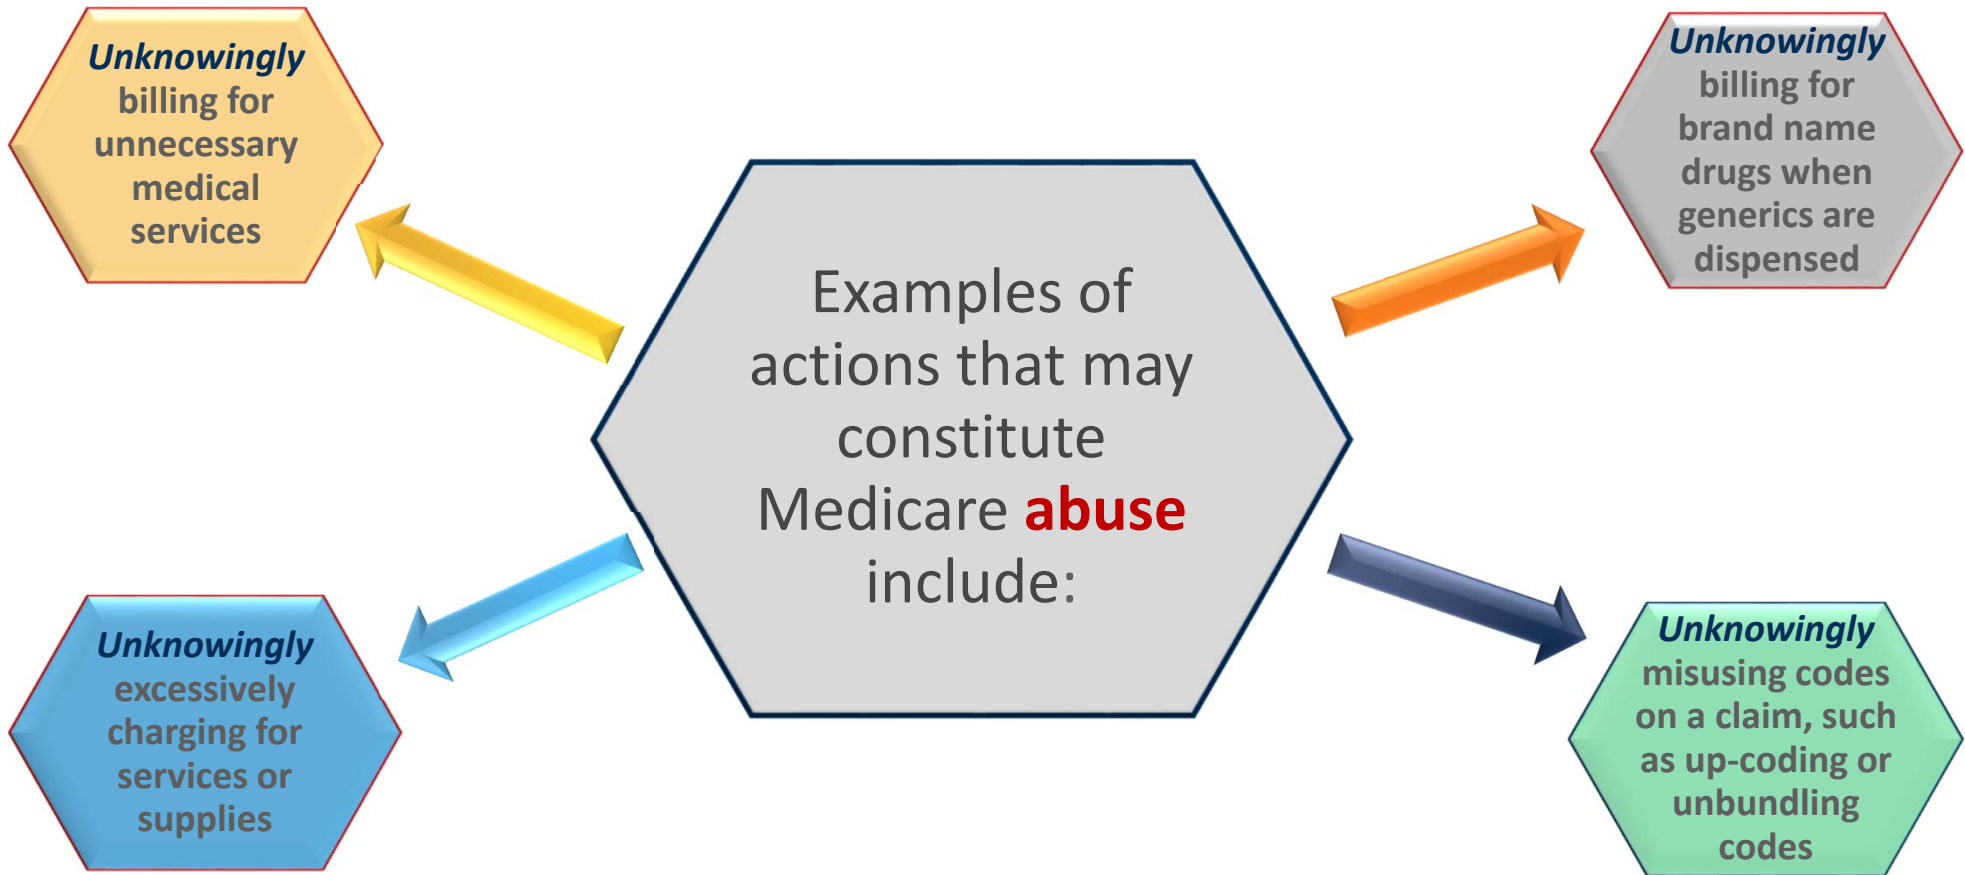 Unknowingly
billing for
unnecessary
medical
services
Unknowingly
billing for
brand name
drugs when
generics are
dispensed
Examples of
actions that may
constitute
Medicare abuse
include:
Unknowingly
excessively
charging for
services or
supplies
Unknowingly
misusing codes
on a claim, such
as up-coding or
unbundling
codes